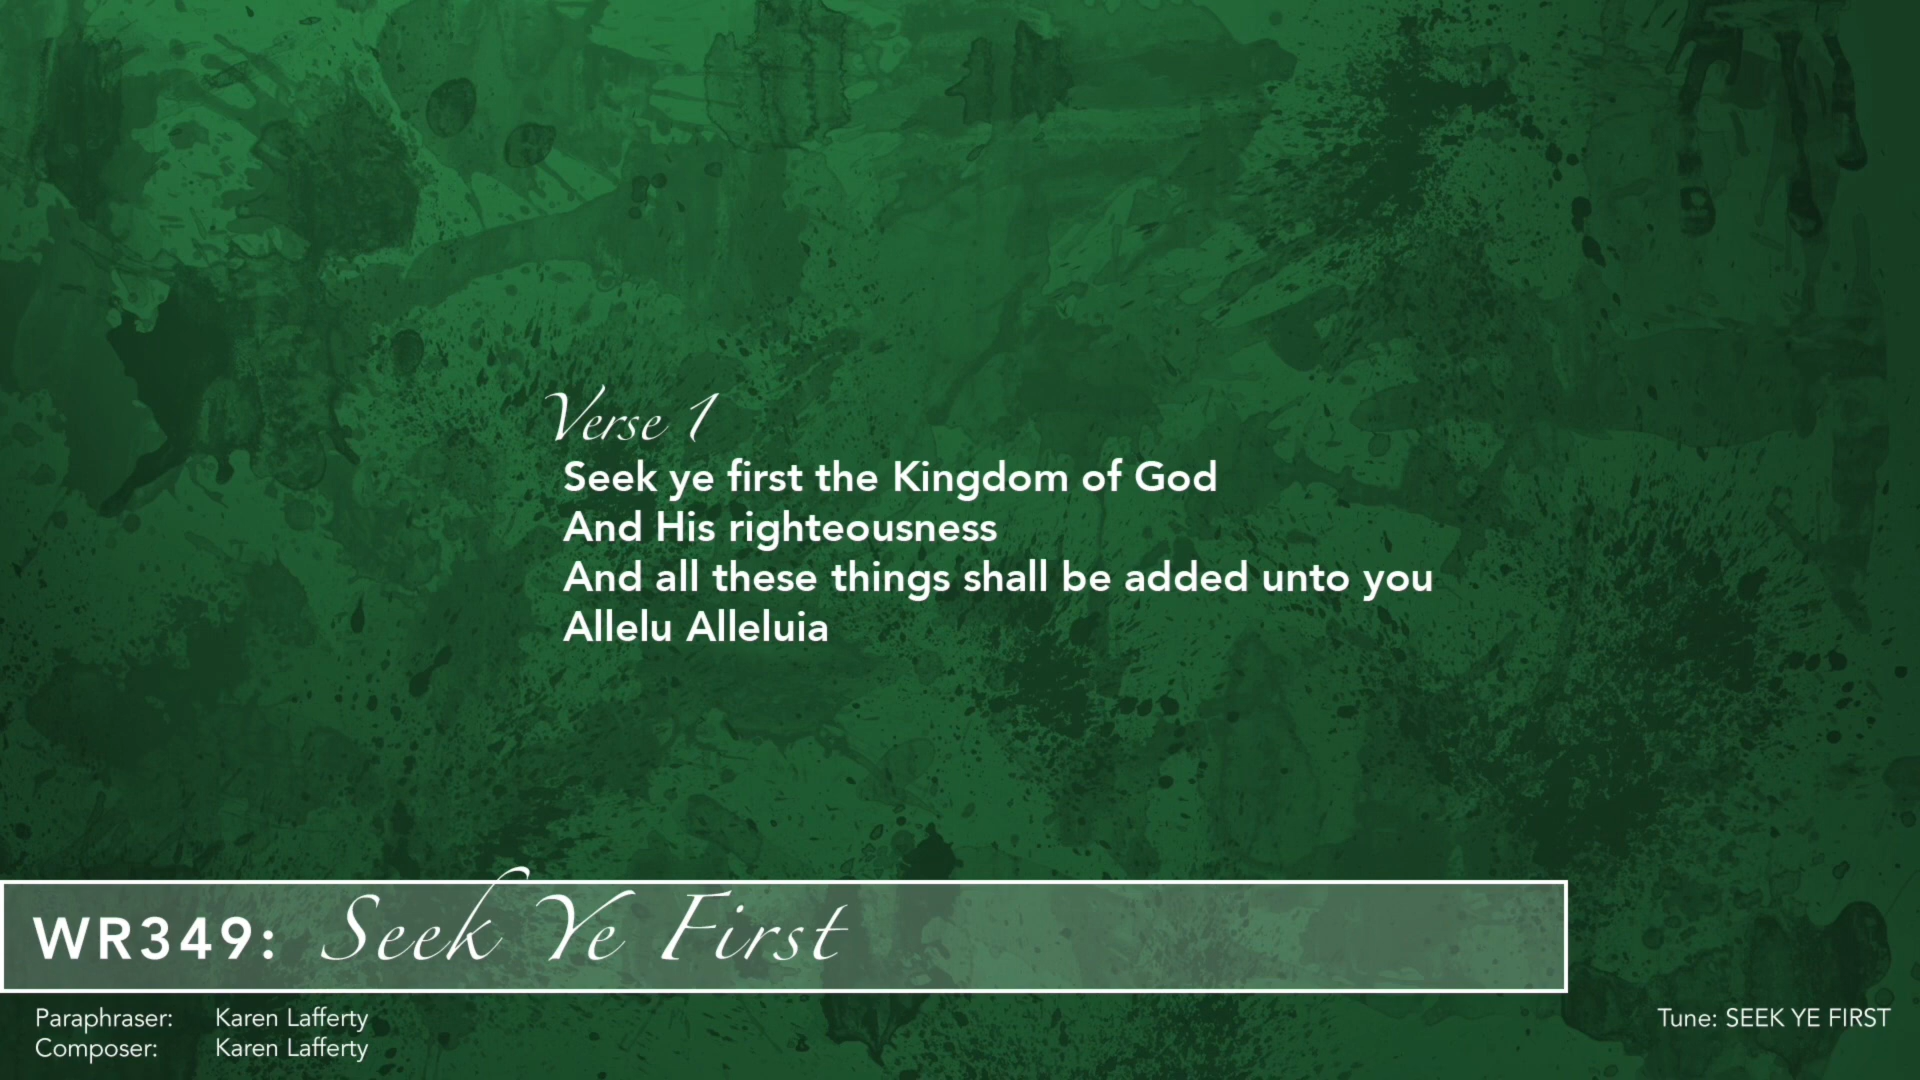 Verse 1
Seek ye first the Kingdom of God
And His righteousness
And all these things shall be added unto you
Allelu Alleluia
WR349: Seek Ye First
Paraphraser: Karen Lafferty
Composer: Karen Lafferty
Tune: SEEK YE FIRST